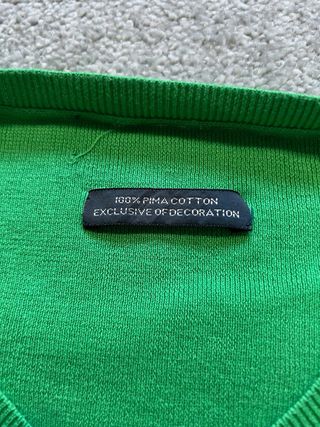 100% PIMA COTTON
EXCLUSIVE OF DECORATION